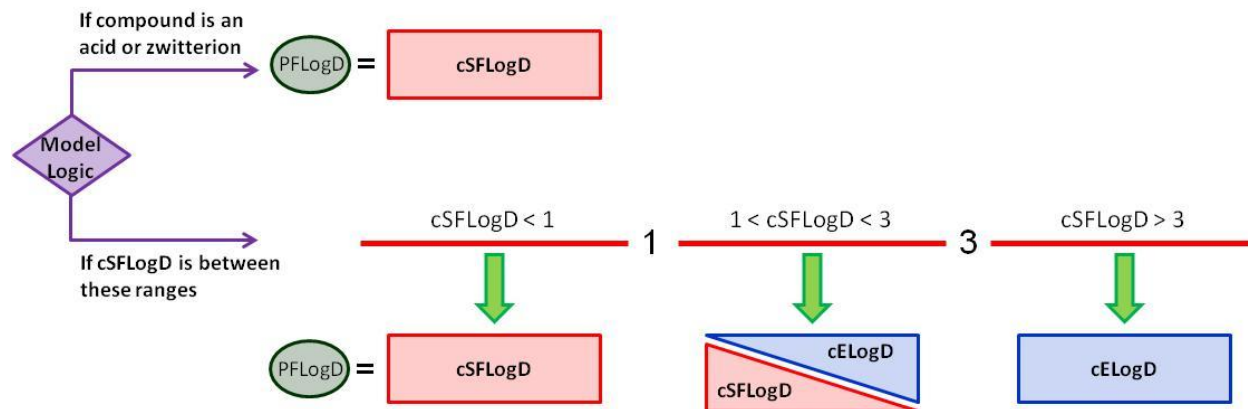 If compound is an
acid or zwitterion
PFLogD = cSFLogD
Model
Logic
cSFLogD < 1
1 < cSFLogD < 3
cSFLogD > 3
1
3
If cSFLogD is between
these ranges
PFLogD = cSFLogD
cELogD
cSFLogD
cELogD